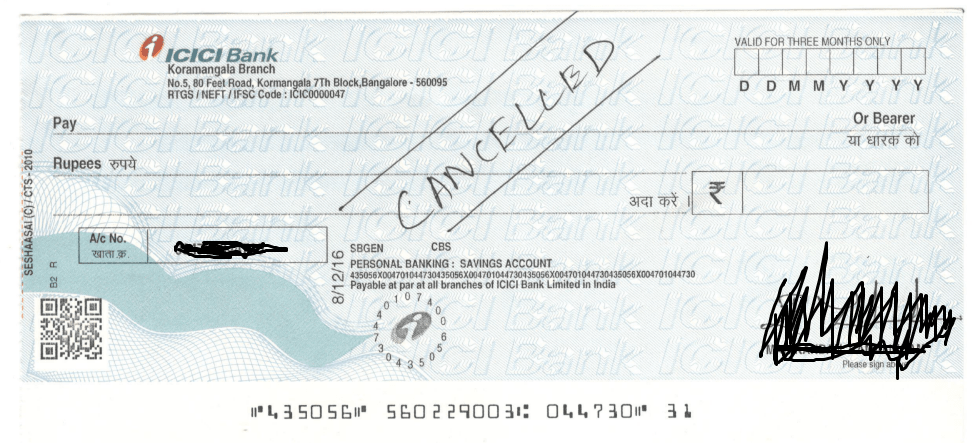 ICICI Bank
Koramangala Branch
No.5, 80 Feet Road, Kormangala 7Th Block,Bangalore - 560095
RTGS / NEFT / IFSC Code : ICIC0000047
VALID FOR THREE MONTHS ONLY
D D M M Y Y Y Y
CANCELLED
Pay
Or Bearer
या धारक को
Rupees रुपये
अदा करें ।
₹
A/c No.
खाता क्र.
SESHAASAI (C) / CTS - 2010
B2 R
8/12/16
SBGEN CBS
PERSONAL BANKING : SAVINGS ACCOUNT
435056X004701044730435056X004701044730435056X004701044730435056X004701044730
Payable at par at all branches of ICICI Bank Limited in India
Please sign
⑈435056⑈ 560229003⑆ 044730⑈ 31